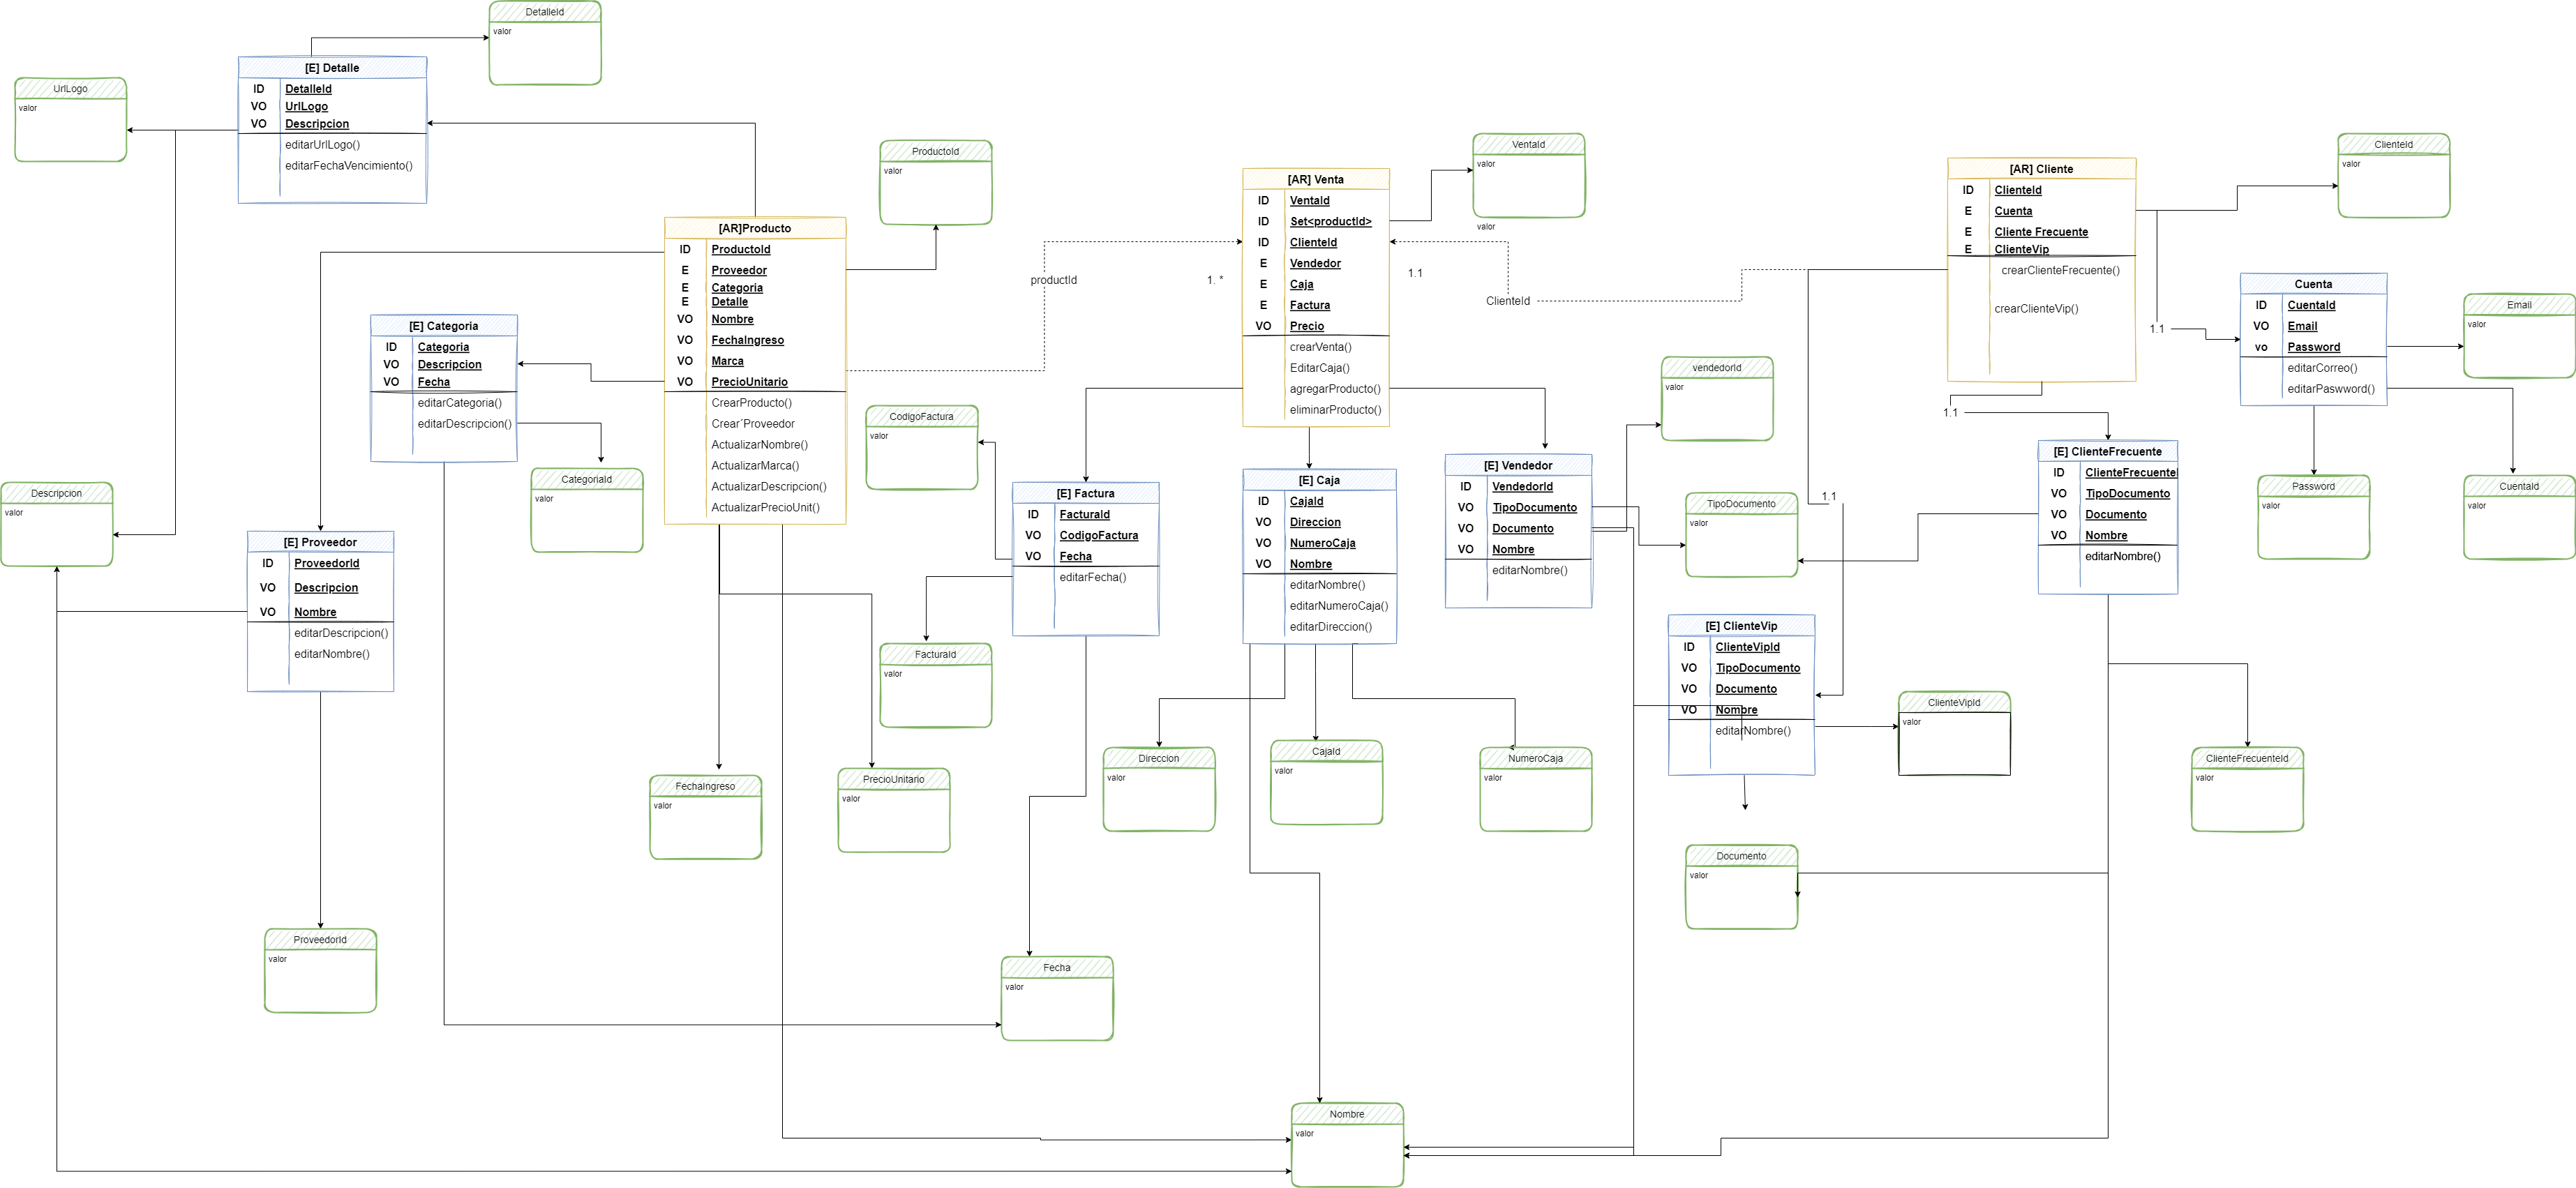 DetalleId
valor
[E] Detalle
ID DetalleId
VO UrlLogo
VO Descripcion
editarUrlLogo()
editarFechaVencimiento()
UrlLogo
valor
ProductoId
valor
VentaId
valor
valor
ClienteId
valor
[AR]Producto
ID ProductoId
E Proveedor
E Categoria
E Detalle
VO Nombre
VO FechaIngreso
VO Marca
VO PrecioUnitario
CrearProducto()
Crear´Proveedor
ActualizarNombre()
ActualizarMarca()
ActualizarDescripcion()
ActualizarPrecioUnit()
productId
1. *
[AR] Venta
ID VentaId
ID Set<productId>
ID ClienteId
E Vendedor
E Caja
E Factura
VO Precio
crearVenta()
EditarCaja()
agregarProducto()
eliminarProducto()
1.1
ClienteId
[AR] Cliente
ID ClienteId
E Cuenta
E Cliente Frecuente
E ClienteVip
crearClienteFrecuente()
crearClienteVip()
1.1
Cuenta
ID CuentaId
VO Email
vo Password
editarCorreo()
editarPaswword()
Email
valor
[E] Categoria
ID Categoria
VO Descripcion
VO Fecha
editarCategoria()
editarDescripcion()
CategoriaId
valor
CodigoFactura
valor
vendedorId
valor
1.1
Descripcion
valor
[E] Proveedor
ID ProveedorId
VO Descripcion
VO Nombre
editarDescripcion()
editarNombre()
[E] Factura
ID FacturaId
VO CodigoFactura
VO Fecha
editarFecha()
[E] Caja
ID CajaId
VO Direccion
VO NumeroCaja
VO Nombre
editarNombre()
editarNumeroCaja()
editarDireccion()
[E] Vendedor
ID VendedorId
VO TipoDocumento
VO Documento
VO Nombre
editarNombre()
TipoDocumento
valor
1.1
[E] ClienteFrecuente
ID ClienteFrecuenteI
VO TipoDocumento
VO Documento
VO Nombre
editarNombre()
Password
valor
CuentaId
valor
FacturaId
valor
[E] ClienteVip
ID ClienteVipId
VO TipoDocumento
VO Documento
VO Nombre
editarNombre()
ClienteVipId
valor
FechaIngreso
valor
PrecioUnitario
valor
Direccion
valor
CajaId
valor
NumeroCaja
valor
ClienteFrecuenteId
valor
Documento
valor
ProveedorId
valor
Fecha
valor
Nombre
valor